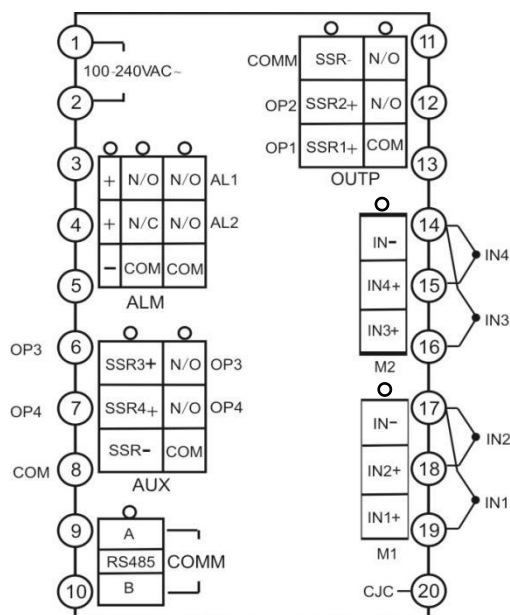 1
100-240VAC~
2
3
+ N/O N/O AL1
4
+ N/C N/O AL2
5
− COM COM
ALM
OP3 6
SSR3+ N/O OP3
OP4 7
SSR4+ N/O OP4
COM 8
SSR− COM
AUX
9
A
RS485 COMM
10
B
COMM SSR- N/O
11
OP2 SSR2+ N/O
12
OP1 SSR1+ COM
13
OUTP
14
IN−
IN4
15
IN4+
IN3
16
IN3+
M2
17
IN-
IN2
18
IN2+
IN1
19
IN1+
M1
CJC 20